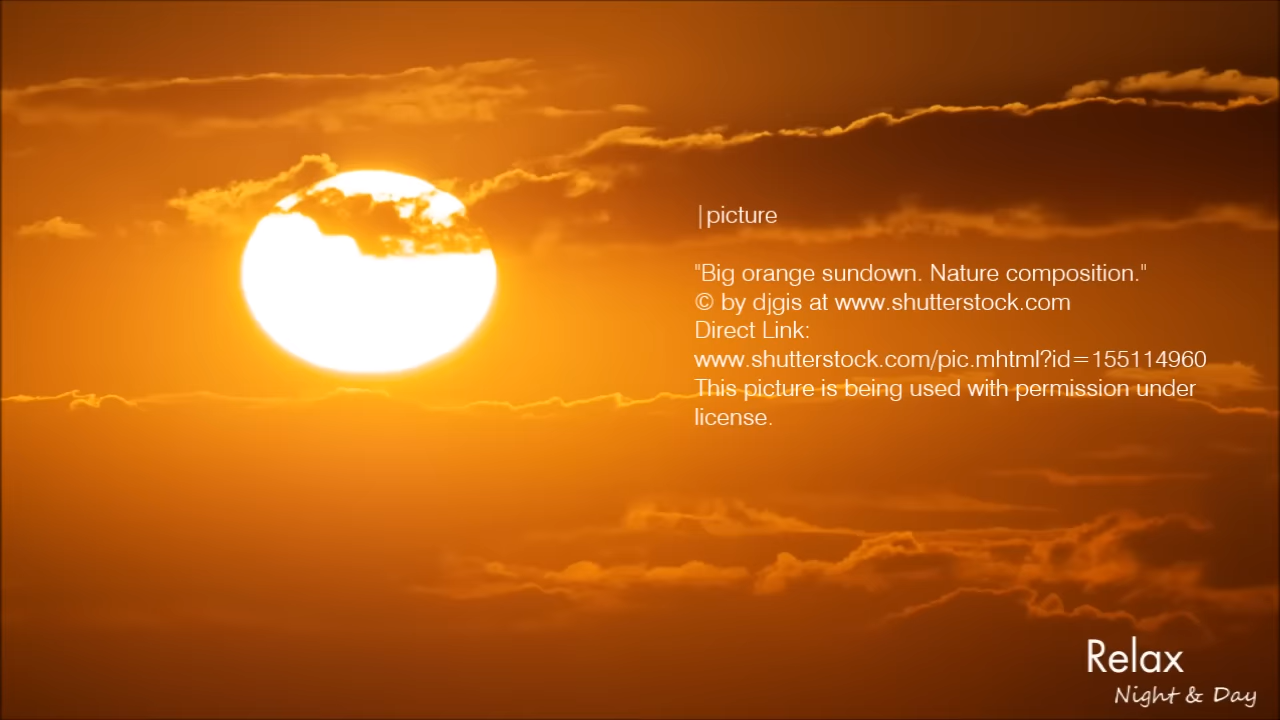 |picture
"Big orange sundown. Nature composition."
© by djgis at www.shutterstock.com
Direct Link:
www.shutterstock.com/pic.mhtml?id=155114960
This picture is being used with permission under
license.
Relax
Night & Day